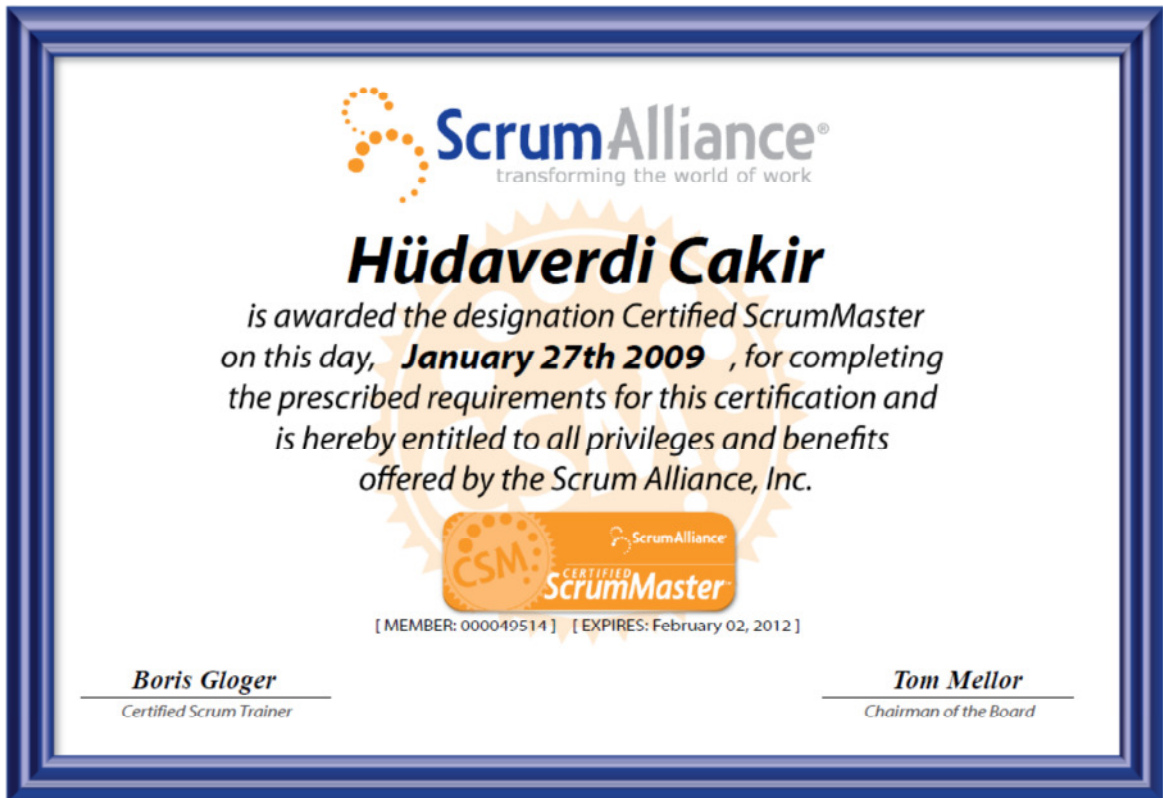 ScrumAlliance®
transforming the world of work
Hüdaverdi Cakir
is awarded the designation Certified ScrumMaster
on this day, January 27th 2009 , for completing
the prescribed requirements for this certification and
is hereby entitled to all privileges and benefits
offered by the Scrum Alliance, Inc.
CSM
ScrumAlliance
CSM
CERTIFIED
ScrumMaster
[ MEMBER: 000049514 ] [ EXPIRES: February 02, 2012 ]
Boris Gloger
Tom Mellor
Certified Scrum Trainer
Chairman of the Board